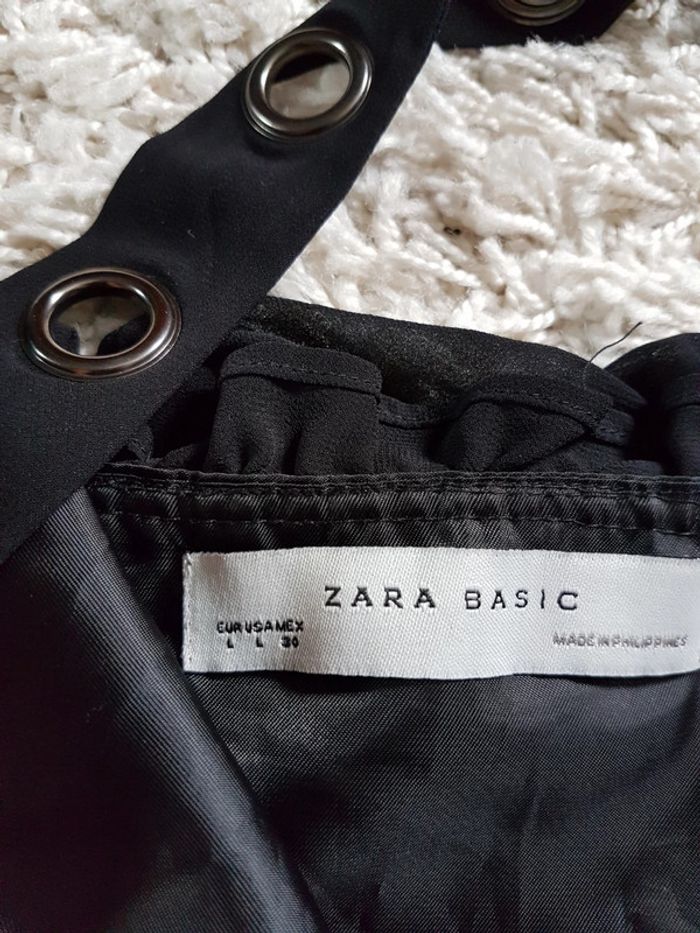 ZARA BASIC
EUR USA MEX
L L 30
MADE IN PHILIPPINES